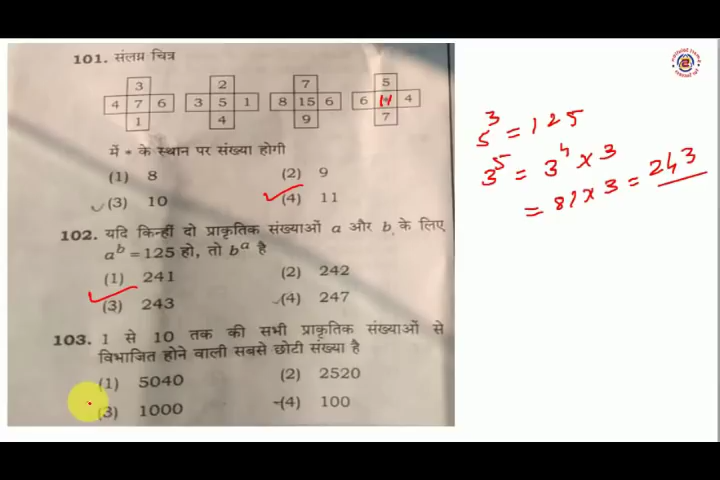 101. संलग्न चित्र
3 2 7 5
4 7 6 3 5 1 8 15 6 6 11 4
1 4 9 7
में * के स्थान पर संख्या होगी
(1) 8 (2) 9
(3) 10 (4) 11
102. यदि किन्हीं दो प्राकृतिक संख्याओं a और b के लिए
a^b = 125 हो, तो b^a है
(1) 241 (2) 242
(3) 243 (4) 247
103. 1 से 10 तक की सभी प्राकृतिक संख्याओं से
विभाजित होने वाली सबसे छोटी संख्या है
(1) 5040 (2) 2520
(3) 1000 (4) 100
5^3 = 125
3^5 = 3^4 × 3
= 81 × 3 = 243